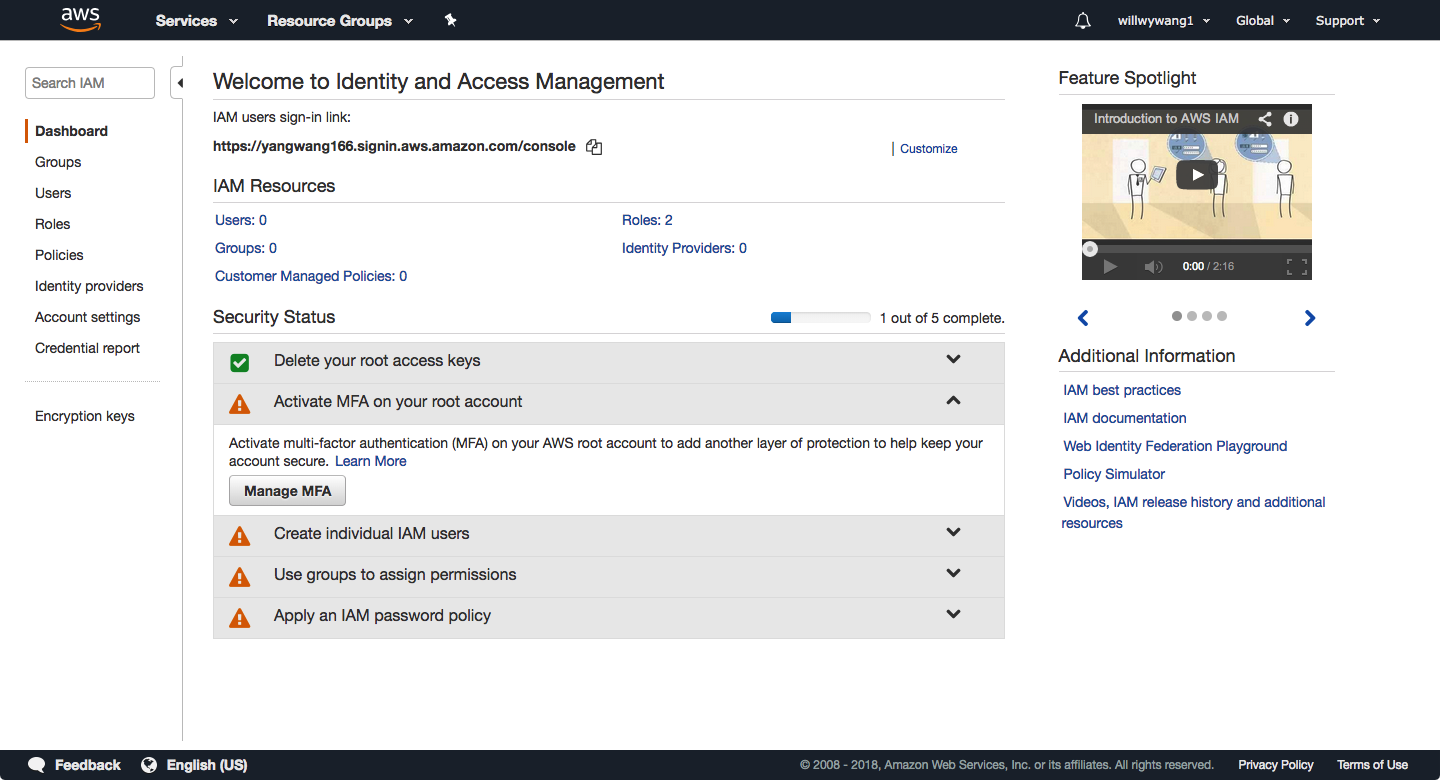 aws
Services
Resource Groups
willwywang1
Global
Support
Search IAM
Dashboard
Groups
Users
Roles
Policies
Identity providers
Account settings
Credential report
Encryption keys
Welcome to Identity and Access Management
IAM users sign-in link:
https://yangwang166.signin.aws.amazon.com/console
Customize
IAM Resources
Users: 0
Roles: 2
Groups: 0
Identity Providers: 0
Customer Managed Policies: 0
Security Status
1 out of 5 complete.
Delete your root access keys
Activate MFA on your root account
Activate multi-factor authentication (MFA) on your AWS root account to add another layer of protection to help keep your
account secure. Learn More
Manage MFA
Create individual IAM users
Use groups to assign permissions
Apply an IAM password policy
Feature Spotlight
Introduction to AWS IAM
0:00 / 2:16
Additional Information
IAM best practices
IAM documentation
Web Identity Federation Playground
Policy Simulator
Videos, IAM release history and additional
resources
Feedback
English (US)
© 2008 - 2018, Amazon Web Services, Inc. or its affiliates. All rights reserved.
Privacy Policy
Terms of Use